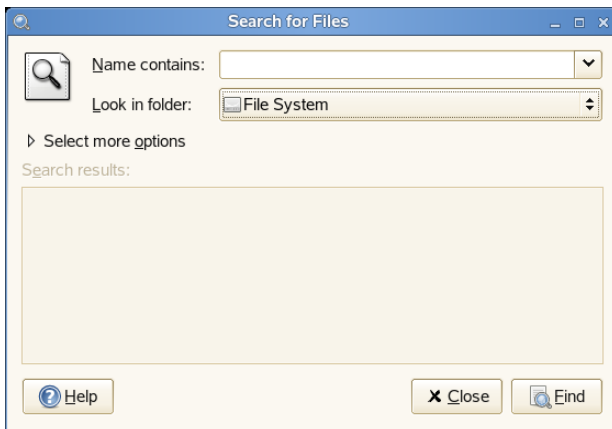 Search for Files
Name contains:
Look in folder: File System
Select more options
Search results:
Help Close Find